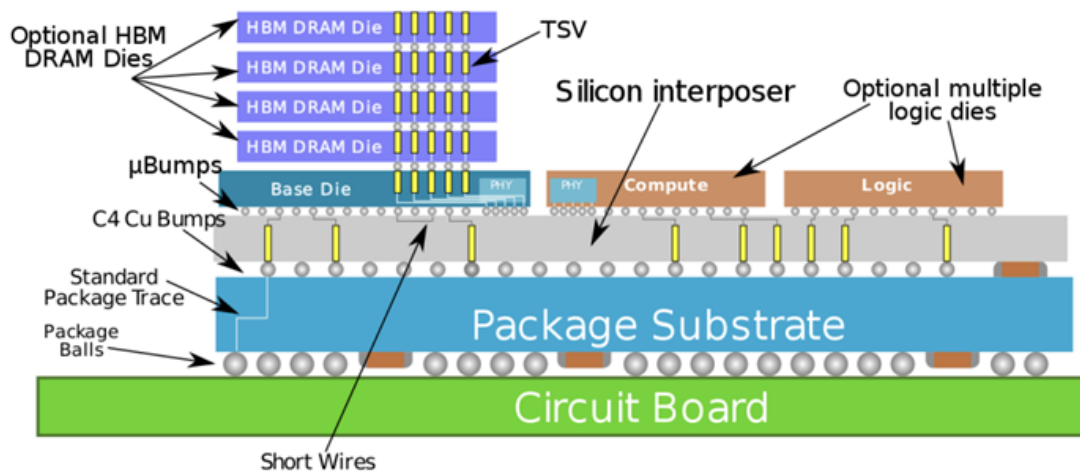 Optional HBM
DRAM Dies
HBM DRAM Die
HBM DRAM Die
HBM DRAM Die
HBM DRAM Die
TSV
Silicon interposer
Optional multiple
logic dies
μBumps
Base Die
PHY
PHY
Compute
Logic
C4 Cu Bumps
Standard
Package Trace
Package
Balls
Package Substrate
Circuit Board
Short Wires